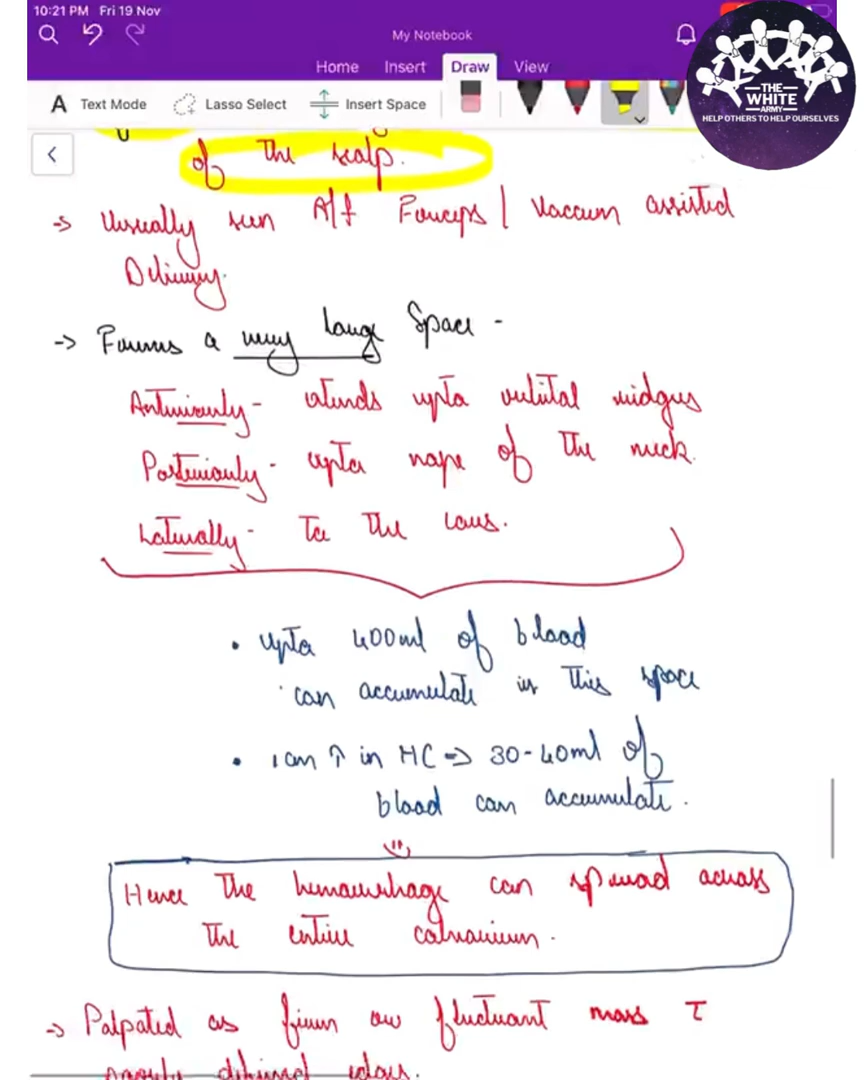 10:21 PM Fri 19 Nov
My Notebook
Home Insert Draw View
A Text Mode Lasso Select Insert Space
THE
WHITE
ARMY
HELP OTHERS TO HELP OURSELVES
of the scalp.
-> Usually seen A/f Forceps | Vaccum assisted
Delivery.
-> Forms a very large Space -
Anteriorly - extends upto orbital ridges
Posteriorly - upto nape of the neck.
Laterally - To the ears.
• upto 400ml of blood
can accumulate in this space
• 1cm ↑ in HC => 30-40ml of
blood can accumulate.
Hence the hemorrhage can spread across
the entire calvarium.
-> Palpated as firm or fluctuant mass c̄
poorly defined edges.